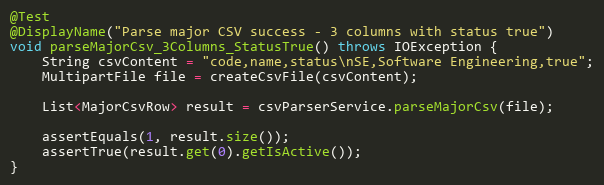 @Test
@DisplayName("Parse major CSV success - 3 columns with status true")
void parseMajorCsv_3Columns_StatusTrue() throws IOException {
    String csvContent = "code,name,status\nSE,Software Engineering,true";
    MultipartFile file = createCsvFile(csvContent);

    List<MajorCsvRow> result = csvParserService.parseMajorCsv(file);

    assertEquals(1, result.size());
    assertTrue(result.get(0).getIsActive());
}